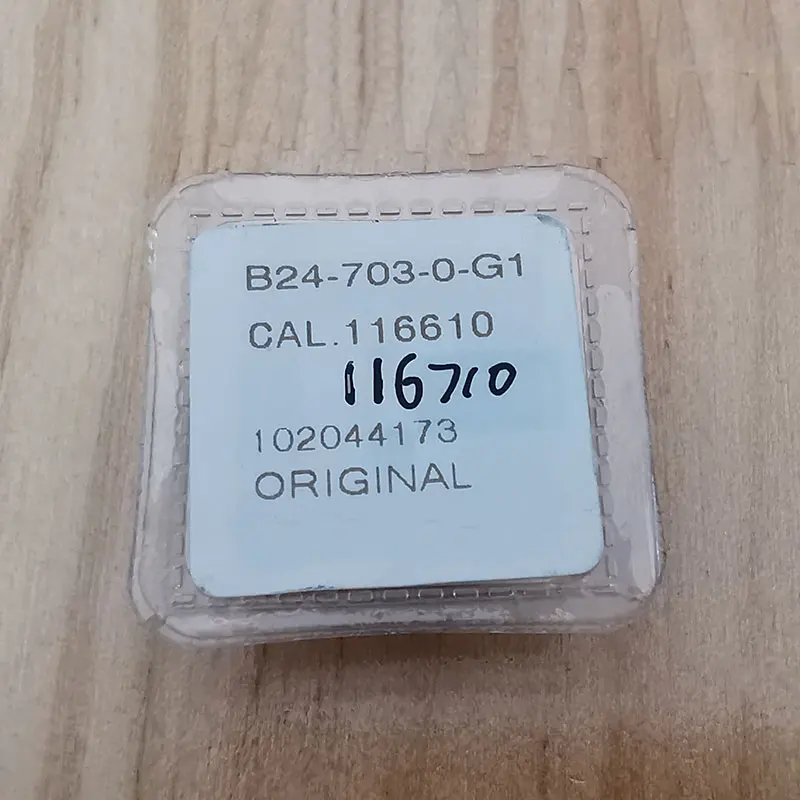 B24-703-0-G1
CAL.116610
116710
102044173
ORIGINAL